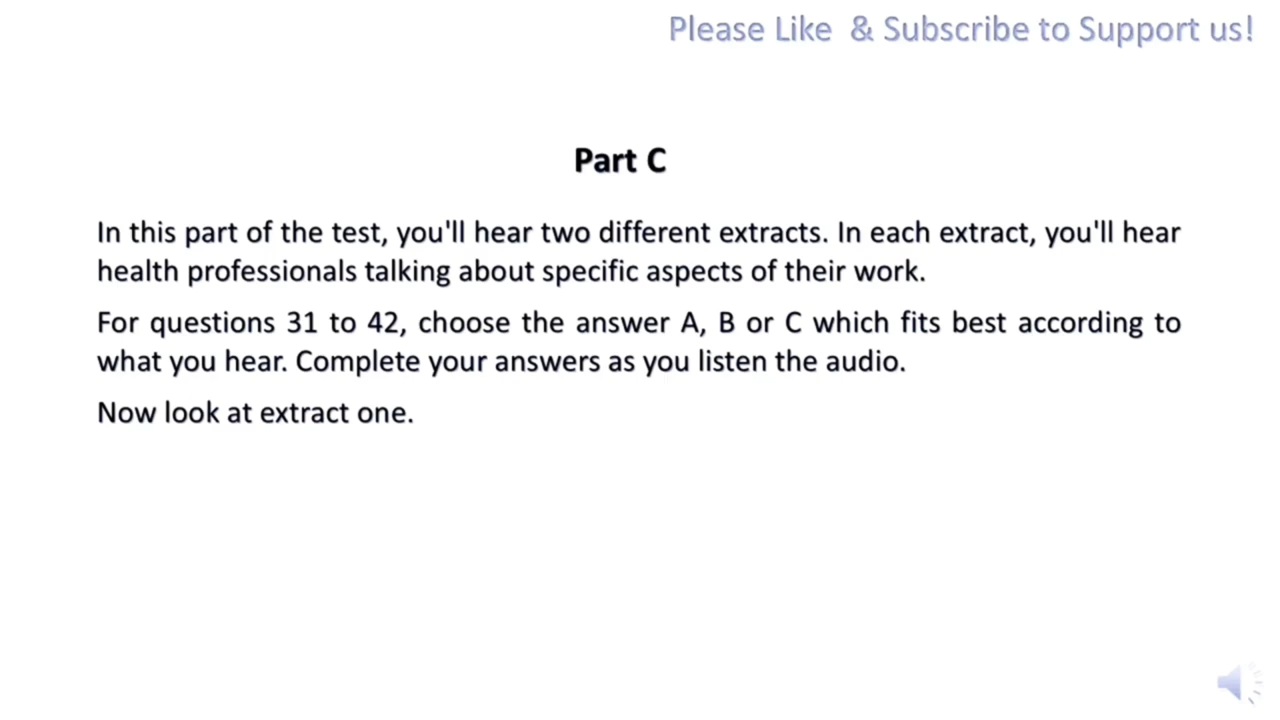 Please Like & Subscribe to Support us!
Part C
In this part of the test, you'll hear two different extracts. In each extract, you'll hear
health professionals talking about specific aspects of their work.
For questions 31 to 42, choose the answer A, B or C which fits best according to
what you hear. Complete your answers as you listen the audio.
Now look at extract one.